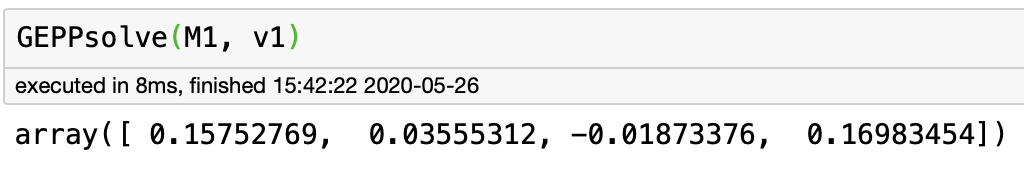 GEPPsolve(M1, v1)
executed in 8ms, finished 15:42:22 2020-05-26
array([ 0.15752769,  0.03555312, -0.01873376,  0.16983454])